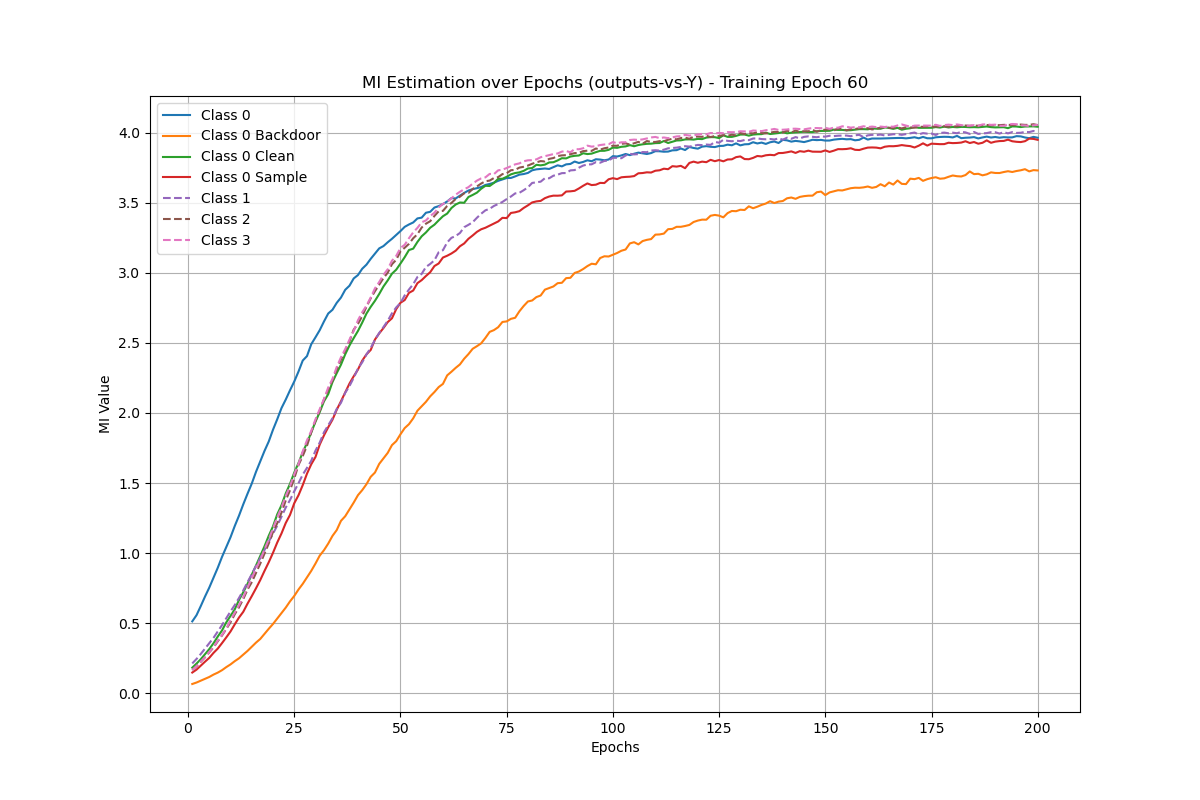 MI Estimation over Epochs (outputs-vs-Y) - Training Epoch 60
Class 0
Class 0 Backdoor
Class 0 Clean
Class 0 Sample
Class 1
Class 2
Class 3
4.0
3.5
3.0
2.5
2.0
1.5
1.0
0.5
0.0
MI Value
0 25 50 75 100 125 150 175 200
Epochs